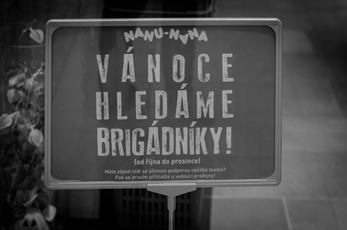 NANU-NANA
VÁNOCE
HLEDÁME
BRIGÁDNÍKY!
(od října do prosince)
Máte zájem stát se účinnou podporou našeho teamu?
Pak se prosím přihlašte u vedoucí prodejny!